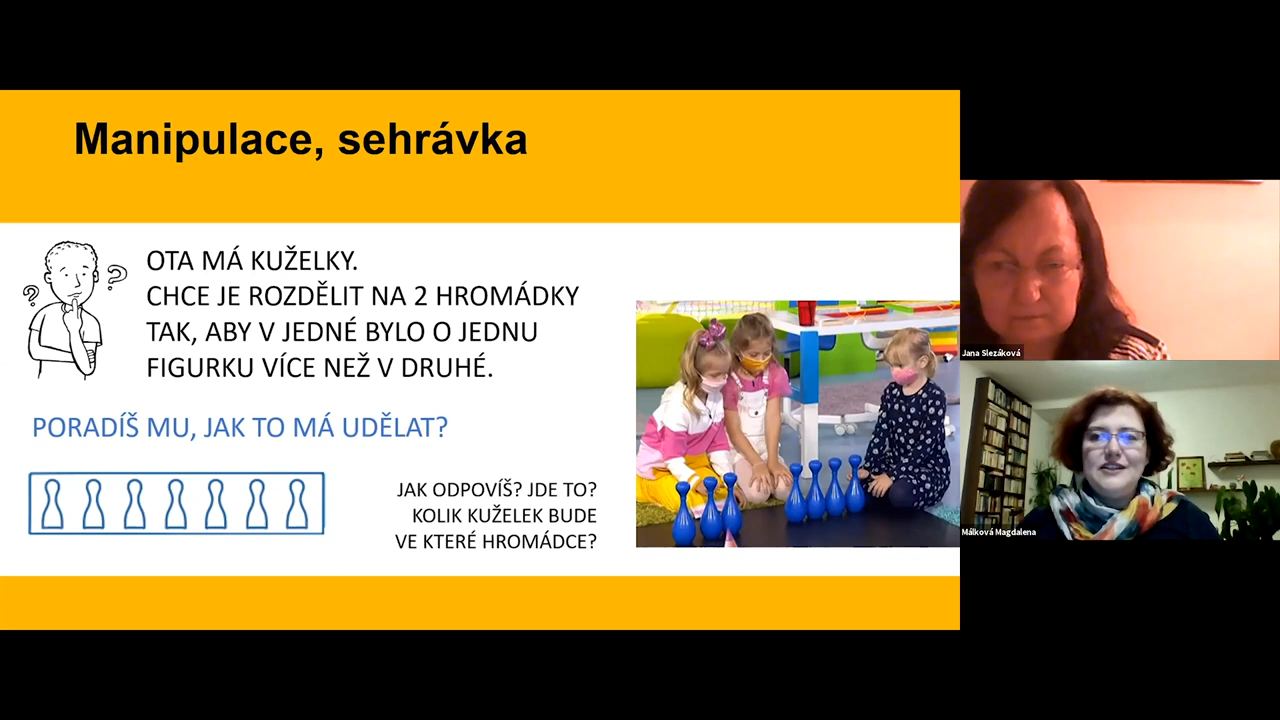 Manipulace, sehrávka
OTA MÁ KUŽELKY.
CHCE JE ROZDĚLIT NA 2 HROMÁDKY
TAK, ABY V JEDNÉ BYLO O JEDNU
FIGURKU VÍCE NEŽ V DRUHÉ.
PORADÍŠ MU, JAK TO MÁ UDĚLAT?
JAK ODPOVÍŠ? JDE TO?
KOLIK KUŽELEK BUDE
VE KTERÉ HROMÁDCE?
Jana Slezáková
Málková Magdalena